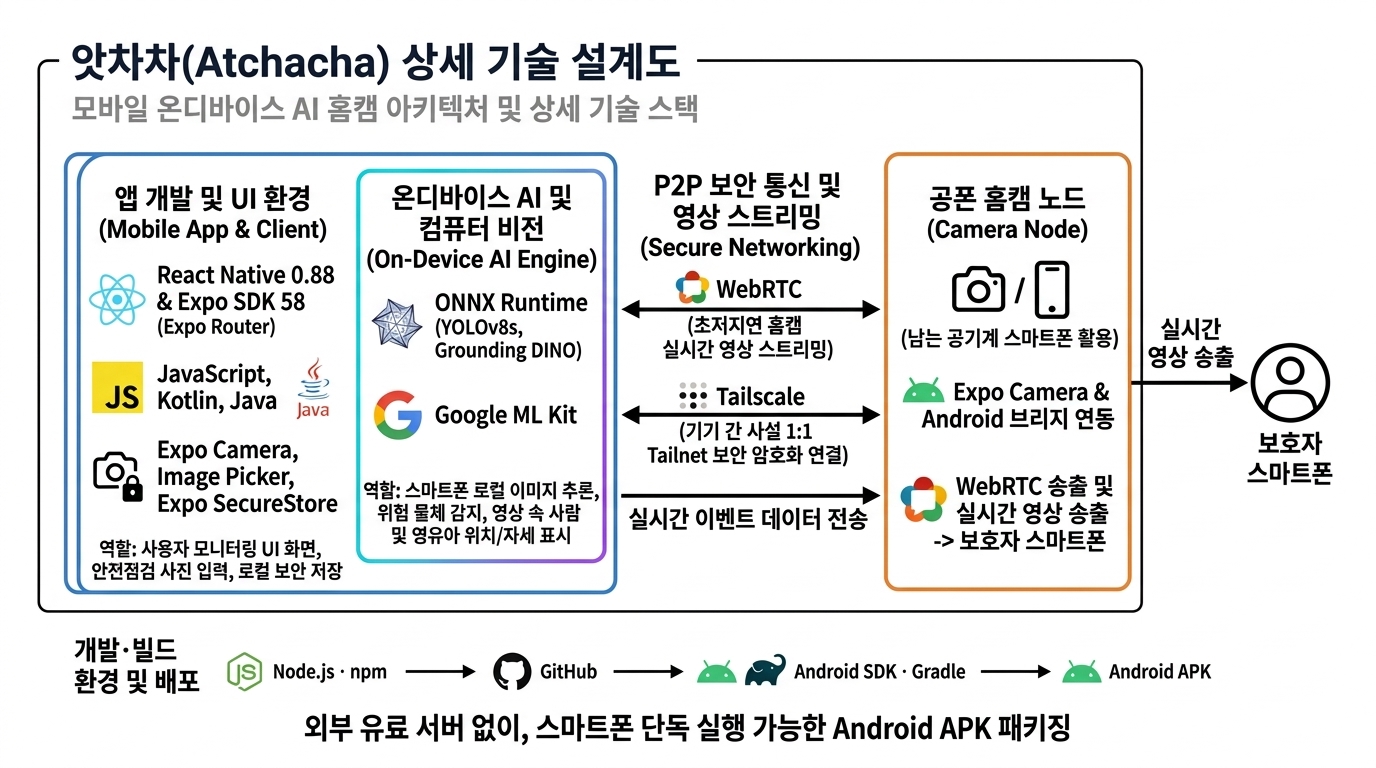 앗차차(Atchacha) 상세 기술 설계도
모바일 온디바이스 AI 홈캠 아키텍처 및 상세 기술 스택
앱 개발 및 UI 환경
(Mobile App & Client)
React Native 0.88
& Expo SDK 58
(Expo Router)
JS
JavaScript,
Kotlin, Java
Java
Expo Camera,
Image Picker,
Expo SecureStore
역할: 사용자 모니터링 UI 화면,
안전점검 사진 입력, 로컬 보안 저장
온디바이스 AI 및
컴퓨터 비전
(On-Device AI Engine)
ONNX Runtime
(YOLOv8s,
Grounding DINO)
Google ML Kit
역할: 스마트폰 로컬 이미지 추론,
위험 물체 감지, 영상 속 사람
및 영유아 위치/자세 표시
P2P 보안 통신 및
영상 스트리밍
(Secure Networking)
WebRTC
(초저지연 홈캠
실시간 영상 스트리밍)
Tailscale
(기기 간 사설 1:1
Tailnet 보안 암호화 연결)
실시간 이벤트 데이터 전송
공폰 홈캠 노드
(Camera Node)
/
(남는 공기계 스마트폰 활용)
Expo Camera &
Android 브리지 연동
WebRTC 송출 및
실시간 영상 송출
-> 보호자 스마트폰
실시간
영상 송출
보호자
스마트폰
개발·빌드
환경 및 배포
JS
Node.js · npm
GitHub
Android SDK · Gradle
Android APK
외부 유료 서버 없이, 스마트폰 단독 실행 가능한 Android APK 패키징